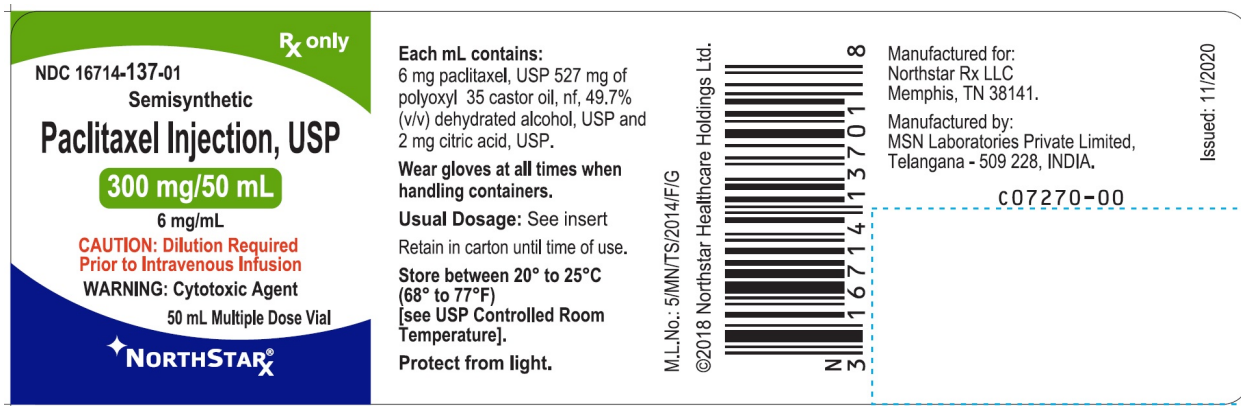 Rx only
NDC 16714-137-01
Semisynthetic
Paclitaxel Injection, USP
300 mg/50 mL
6 mg/mL
CAUTION: Dilution Required
Prior to Intravenous Infusion
WARNING: Cytotoxic Agent
50 mL Multiple Dose Vial
NORTHSTAR®
Each mL contains:
6 mg paclitaxel, USP 527 mg of
polyoxyl 35 castor oil, nf, 49.7%
(v/v) dehydrated alcohol, USP and
2 mg citric acid, USP.
Wear gloves at all times when
handling containers.
Usual Dosage: See insert
Retain in carton until time of use.
Store between 20° to 25°C
(68° to 77°F)
[see USP Controlled Room
Temperature].
Protect from light.
M.L.No.: 5/MN/TS/2014/F/G
©2018 Northstar Healthcare Holdings Ltd.
N
3 16714 13701 8
Manufactured for:
Northstar Rx LLC
Memphis, TN 38141.
Manufactured by:
MSN Laboratories Private Limited,
Telangana - 509 228, INDIA.
C07270-00
Issued: 11/2020